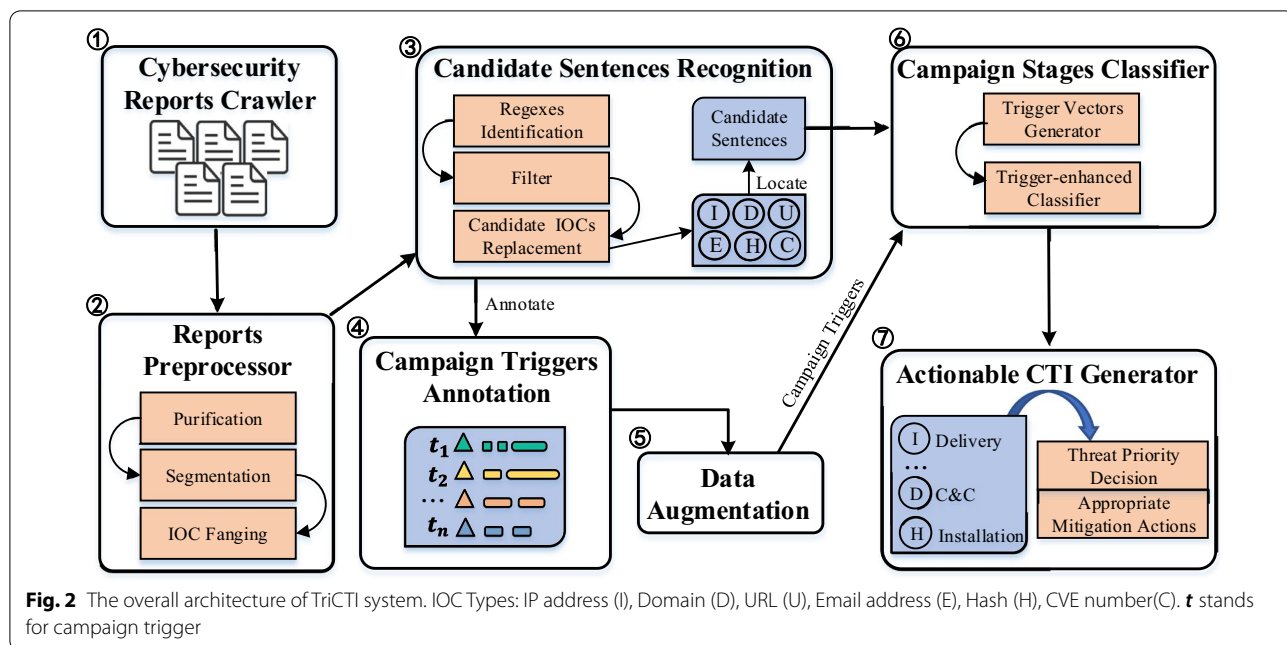 ①
Cybersecurity
Reports Crawler
②
Reports
Preprocessor
Purification
Segmentation
IOC Fanging
③
Candidate Sentences Recognition
Regexes
Identification
Filter
Candidate IOCs
Replacement
Candidate
Sentences
Locate
I D U
E H C
Annotate
④
Campaign Triggers
Annotation
t1
t2
...
tn
⑤
Data
Augmentation
Campaign Triggers
⑥
Campaign Stages Classifier
Trigger Vectors
Generator
Trigger-enhanced
Classifier
⑦
Actionable CTI Generator
I Delivery
...
D C&C
H Installation
Threat Priority
Decision
Appropriate
Mitigation Actions
Fig. 2 The overall architecture of TriCTI system. IOC Types: IP address (I), Domain (D), URL (U), Email address (E), Hash (H), CVE number(C). t stands
for campaign trigger